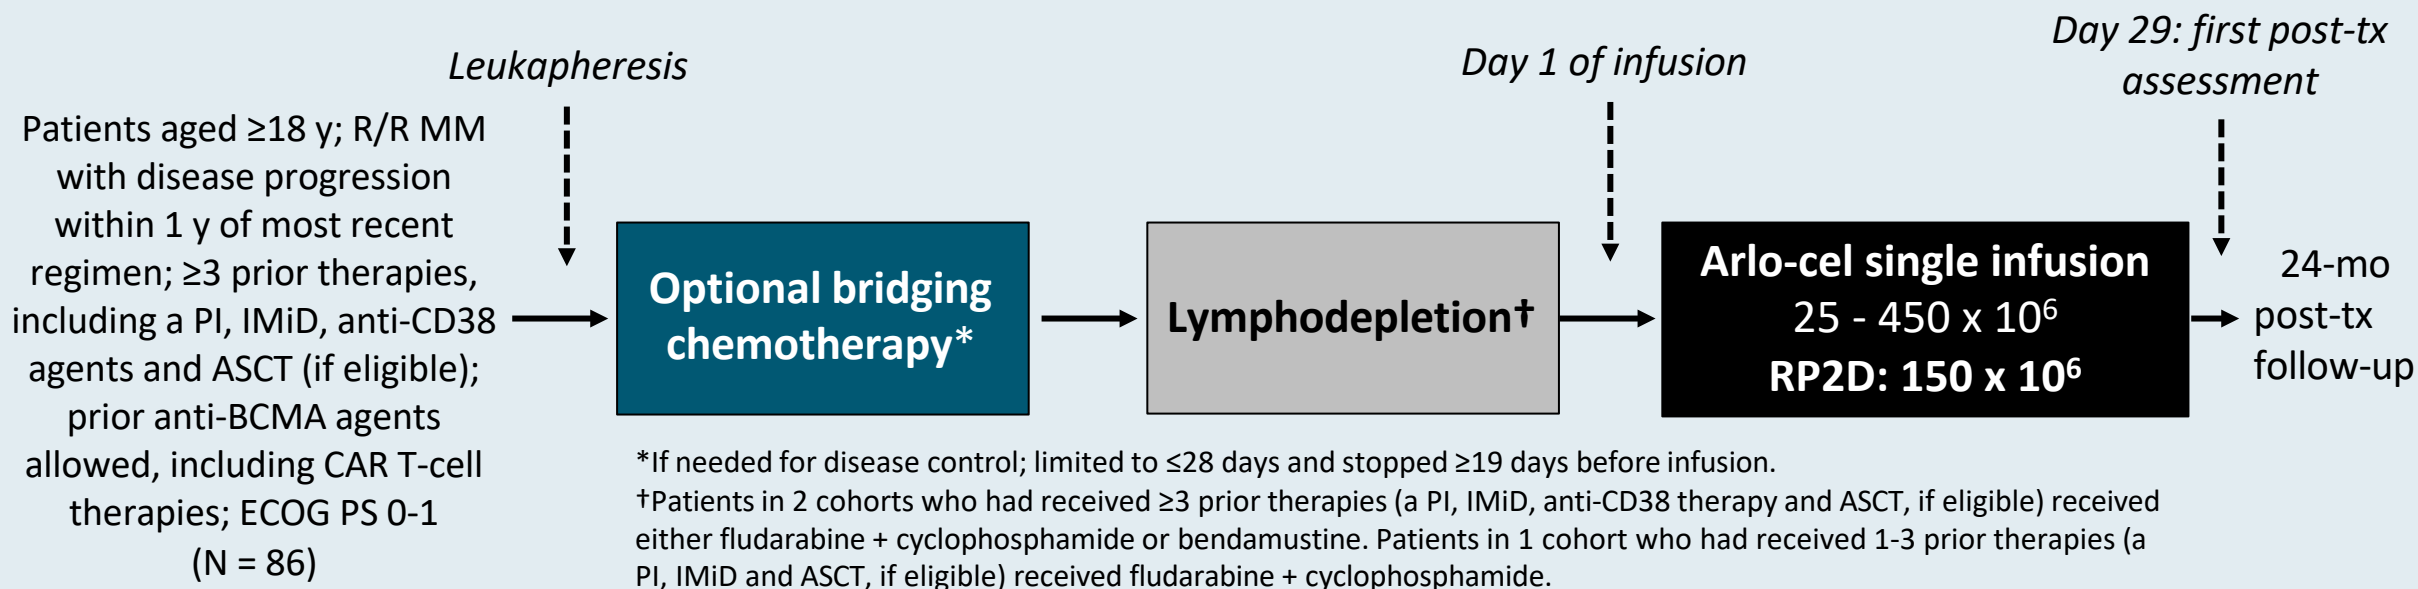 Leukapheresis
Day 1 of infusion
Day 29: first post-tx
assessment
Patients aged ≥18 y; R/R MM
with disease progression
within 1 y of most recent
regimen; ≥3 prior therapies,
including a PI, IMiD, anti-CD38
agents and ASCT (if eligible);
prior anti-BCMA agents
allowed, including CAR T-cell
therapies; ECOG PS 0-1
(N = 86)
Optional bridging
chemotherapy*
Lymphodepletion†
Arlo-cel single infusion
25 - 450 x 10⁶
RP2D: 150 x 10⁶
24-mo
post-tx
follow-up
*If needed for disease control; limited to ≤28 days and stopped ≥19 days before infusion.
†Patients in 2 cohorts who had received ≥3 prior therapies (a PI, IMiD, anti-CD38 therapy and ASCT, if eligible) received
either fludarabine + cyclophosphamide or bendamustine. Patients in 1 cohort who had received 1-3 prior therapies (a
PI, IMiD and ASCT, if eligible) received fludarabine + cyclophosphamide.